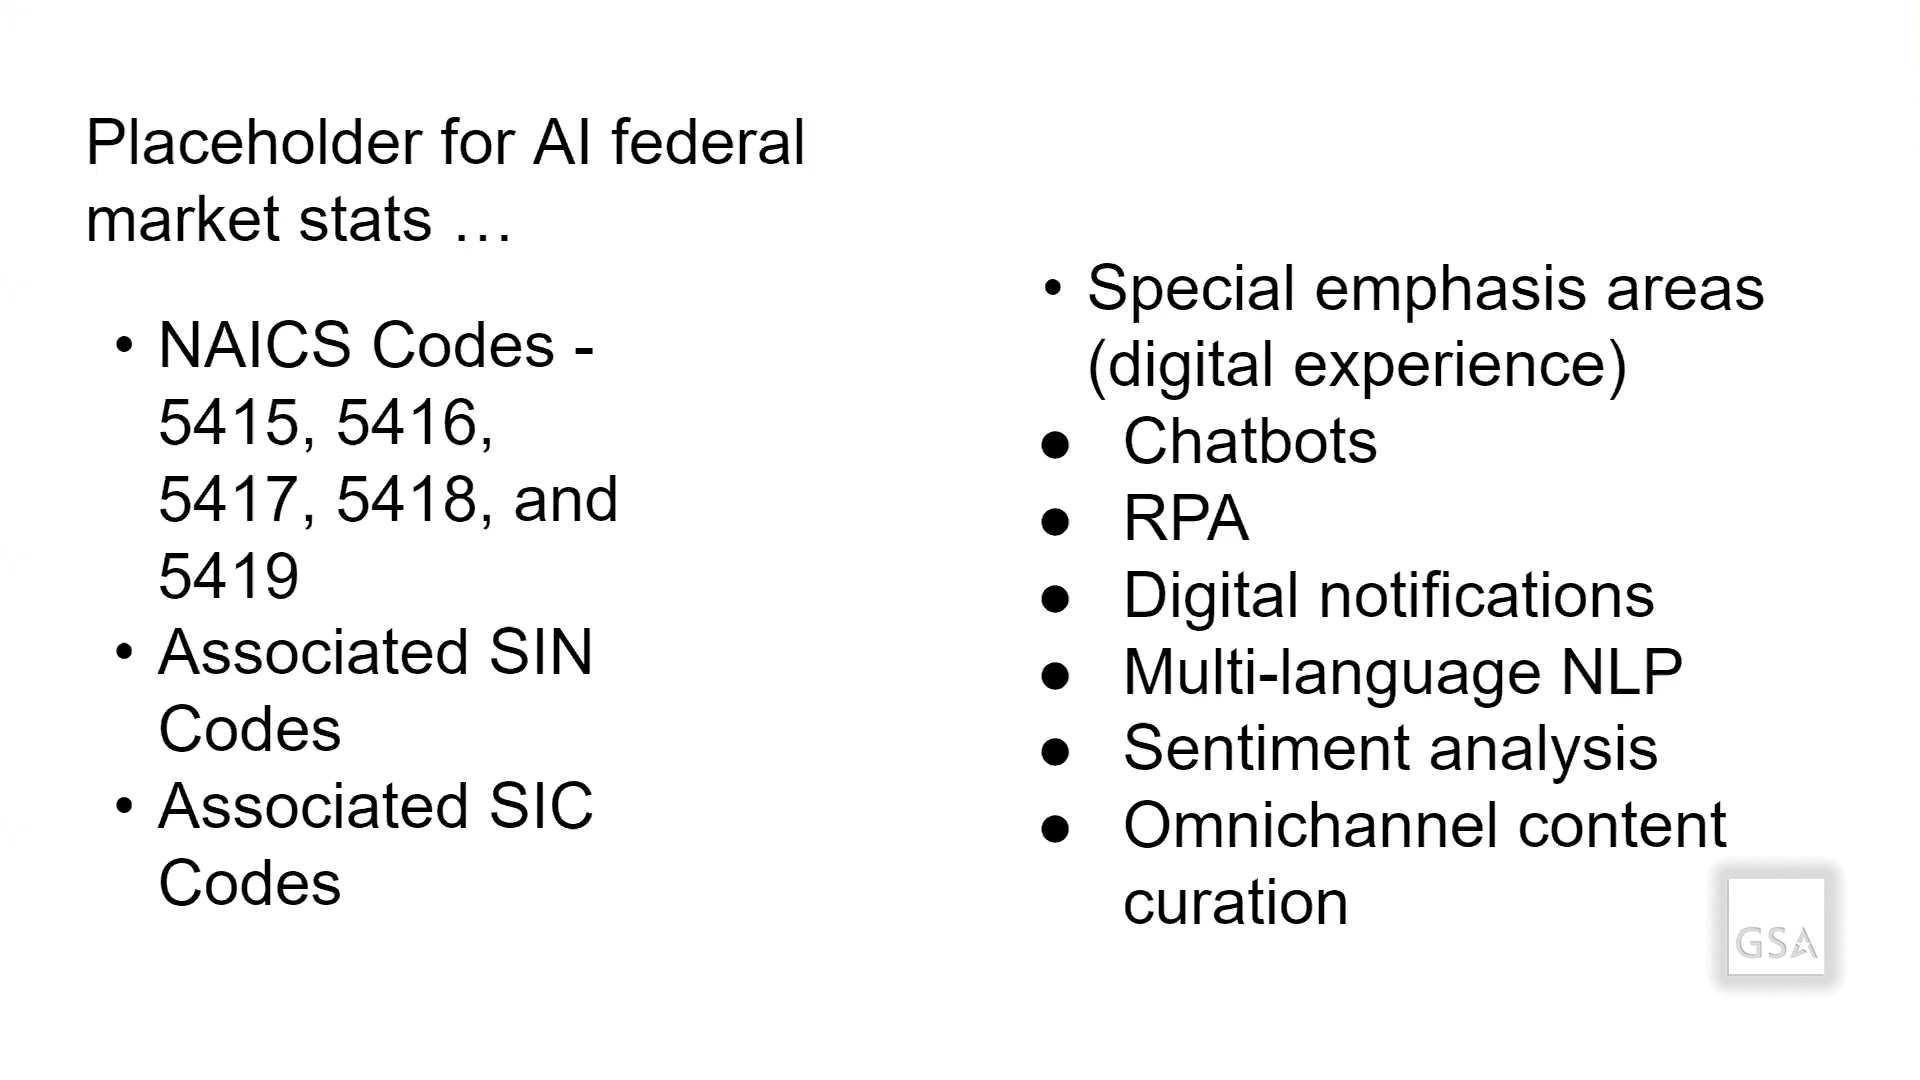 Placeholder for AI federal
market stats …
• NAICS Codes -
5415, 5416,
5417, 5418, and
5419
• Associated SIN
Codes
• Associated SIC
Codes
• Special emphasis areas
(digital experience)
● Chatbots
● RPA
● Digital notifications
● Multi-language NLP
● Sentiment analysis
● Omnichannel content
curation
GSA